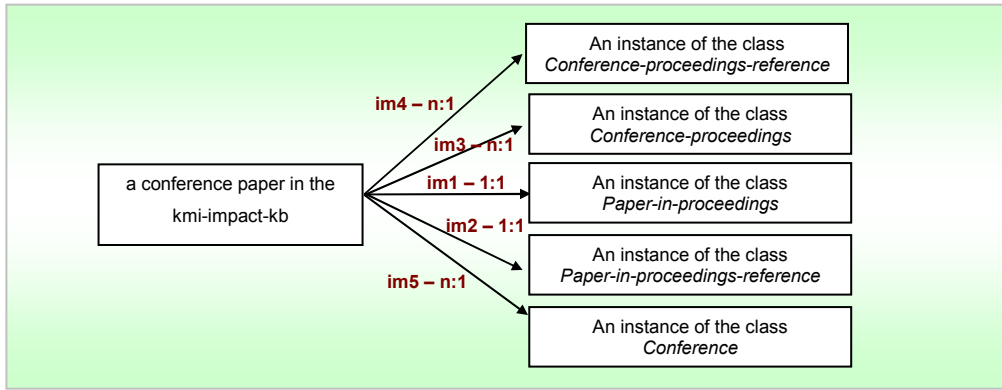 An instance of the class
Conference-proceedings-reference
im4 – n:1
An instance of the class
Conference-proceedings
im3 – n:1
a conference paper in the
kmi-impact-kb
im1 – 1:1
An instance of the class
Paper-in-proceedings
im2 – 1:1
An instance of the class
Paper-in-proceedings-reference
im5 – n:1
An instance of the class
Conference